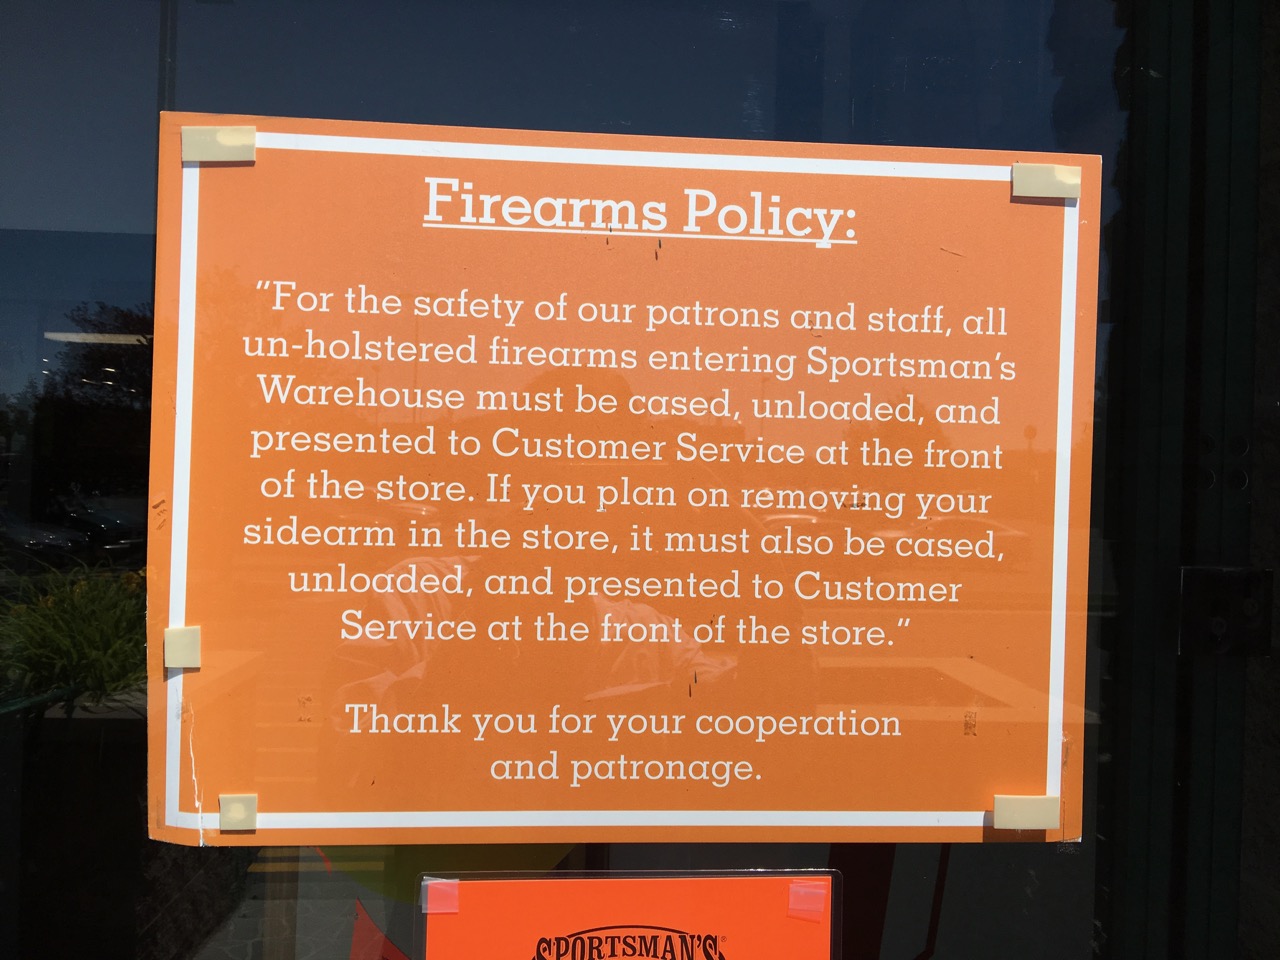 Firearms Policy:
"For the safety of our patrons and staff, all
un-holstered firearms entering Sportsman's
Warehouse must be cased, unloaded, and
presented to Customer Service at the front
of the store. If you plan on removing your
sidearm in the store, it must also be cased,
unloaded, and presented to Customer
Service at the front of the store."
Thank you for your cooperation
and patronage.
SPORTSMAN'S®